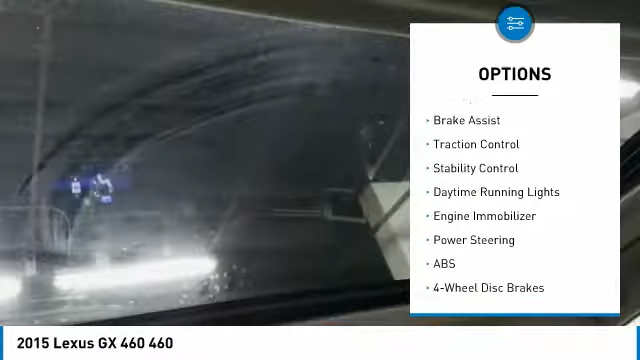 OPTIONS
Brake Assist
Traction Control
Stability Control
Daytime Running Lights
Engine Immobilizer
Power Steering
ABS
4-Wheel Disc Brakes
2015 Lexus GX 460 460